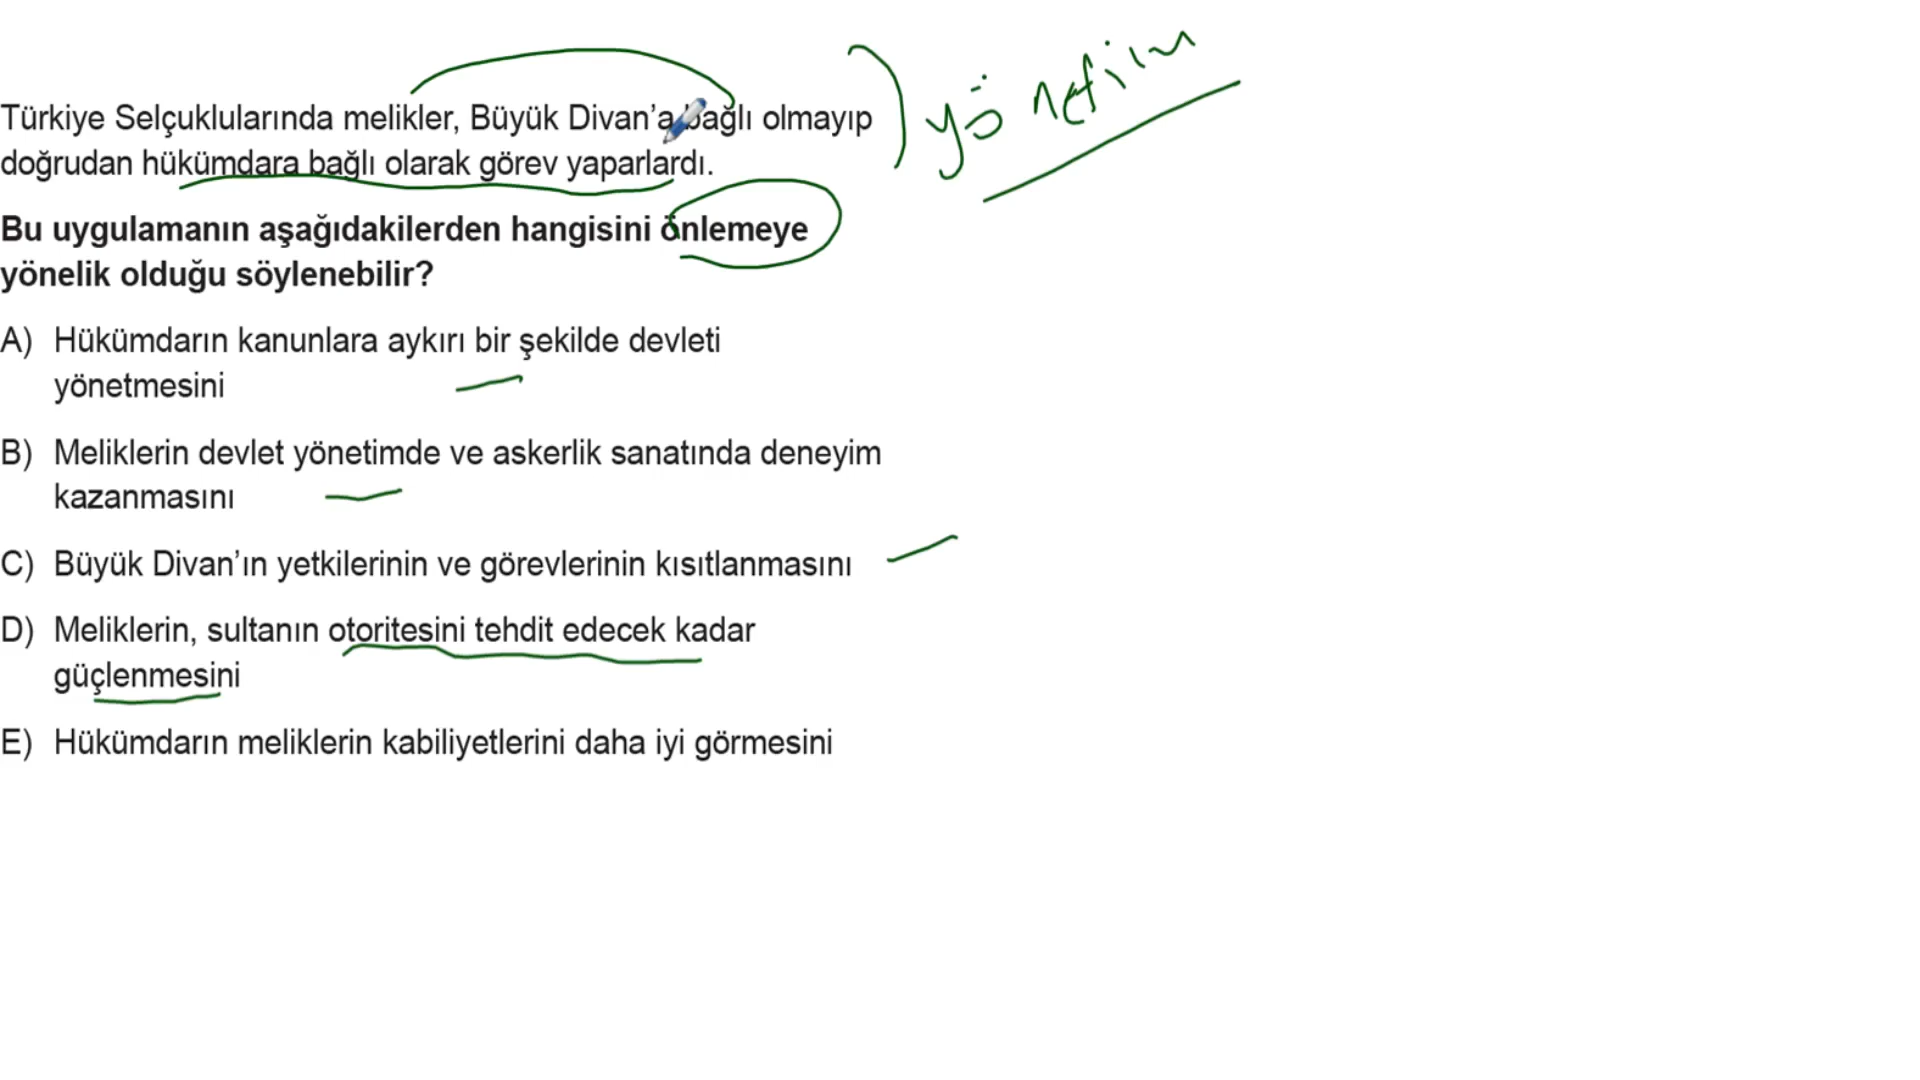 Türkiye Selçuklularında melikler, Büyük Divan’a bağlı olmayıp
doğrudan hükümdara bağlı olarak görev yaparlardı.
yönetim
Bu uygulamanın aşağıdakilerden hangisini önlemeye
yönelik olduğu söylenebilir?
A) Hükümdarın kanunlara aykırı bir şekilde devleti
yönetmesini
B) Meliklerin devlet yönetimde ve askerlik sanatında deneyim
kazanmasını
C) Büyük Divan’ın yetkilerinin ve görevlerinin kısıtlanmasını
D) Meliklerin, sultanın otoritesini tehdit edecek kadar
güçlenmesini
E) Hükümdarın meliklerin kabiliyetlerini daha iyi görmesini